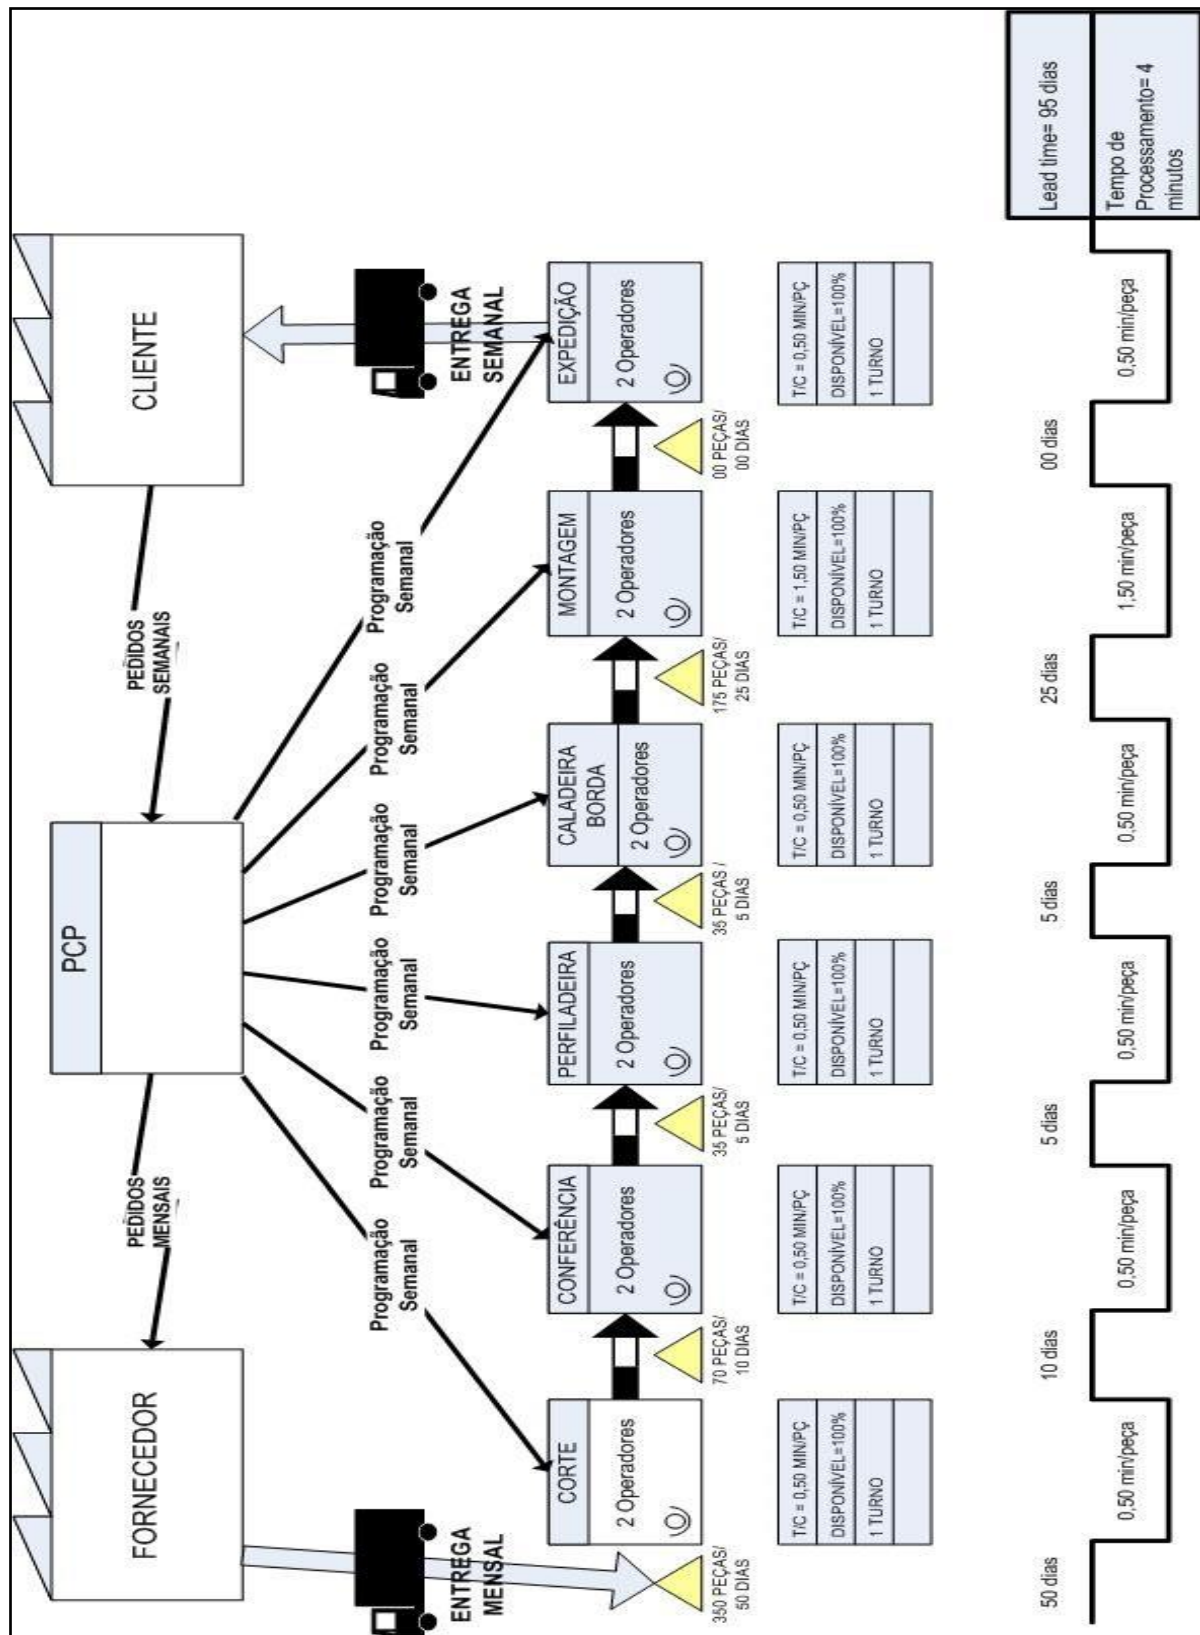 FORNECEDOR
PCP
CLIENTE
PEDIDOS
MENSAIS
PEDIDOS
SEMANAIS
ENTREGA
MENSAL
Programação
Semanal
Programação
Semanal
Programação
Semanal
Programação
Semanal
Programação
Semanal
Programação
Semanal
ENTREGA
SEMANAL
CORTE
2 Operadores
CONFERÊNCIA
2 Operadores
PERFILADEIRA
2 Operadores
CALADEIRA
BORDA
2 Operadores
MONTAGEM
2 Operadores
EXPEDIÇÃO
2 Operadores
350 PEÇAS/
50 DIAS
70 PEÇAS/
10 DIAS
35 PEÇAS/
5 DIAS
35 PEÇAS /
5 DIAS
175 PEÇAS/
25 DIAS
00 PEÇAS/
00 DIAS
T/C = 0,50 MIN/PÇ
DISPONÍVEL=100%
1 TURNO
T/C = 0,50 MIN/PÇ
DISPONÍVEL=100%
1 TURNO
T/C = 0,50 MIN/PÇ
DISPONÍVEL=100%
1 TURNO
T/C = 0,50 MIN/PÇ
DISPONÍVEL=100%
1 TURNO
T/C = 1,50 MIN/PÇ
DISPONÍVEL=100%
1 TURNO
T/C = 0,50 MIN/PÇ
DISPONÍVEL=100%
1 TURNO
50 dias
10 dias
5 dias
5 dias
25 dias
00 dias
Lead time= 95 dias
0,50 min/peça
0,50 min/peça
0,50 min/peça
0,50 min/peça
1,50 min/peça
0,50 min/peça
Tempo de
Processamento= 4
minutos